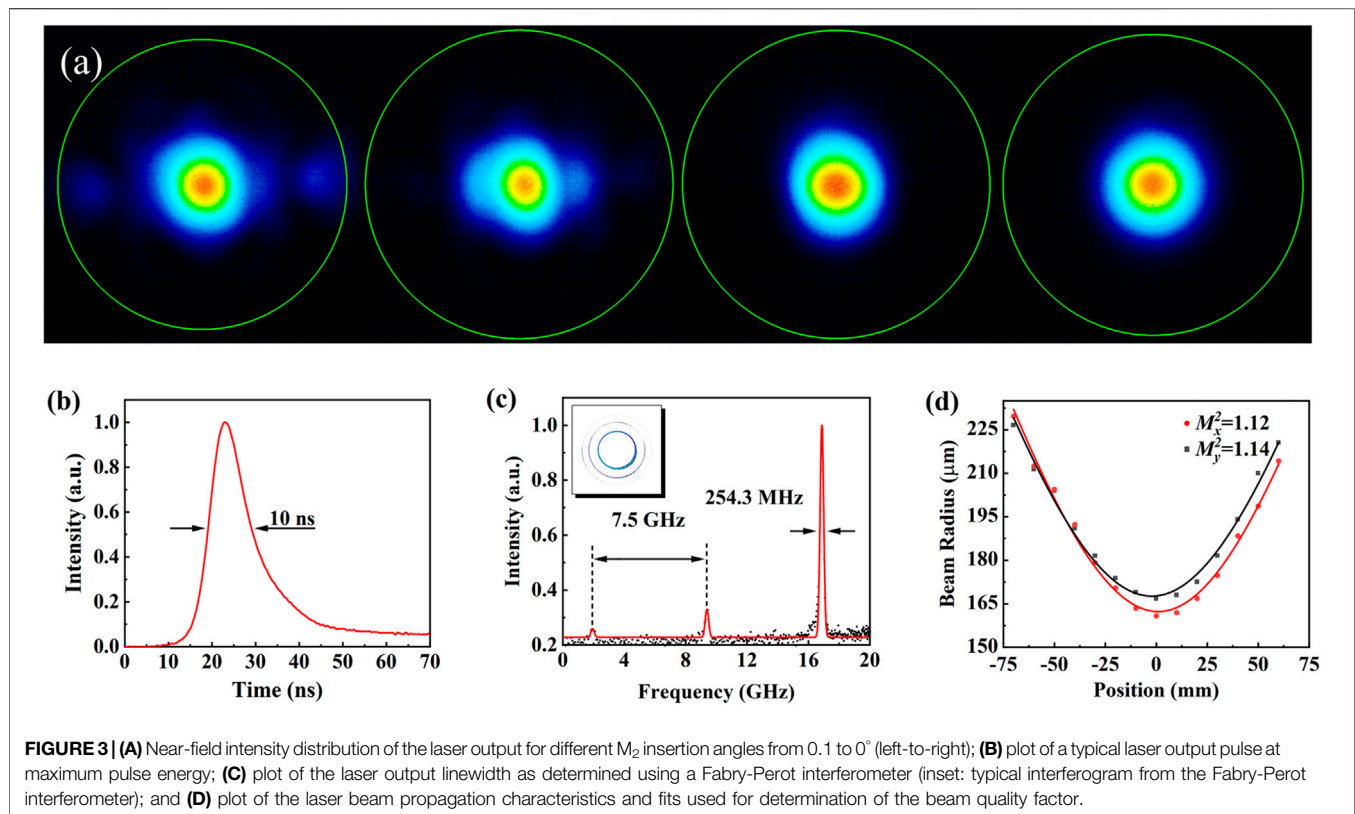 (a)
(b)
1.0
0.8
0.6
0.4
0.2
0.0
Intensity (a.u.)
10 ns
0 10 20 30 40 50 60 70
Time (ns)
(c)
1.0
0.8
0.6
0.4
0.2
Intensity (a.u.)
254.3 MHz
7.5 GHz
0 4 8 12 16 20
Frequency (GHz)
(d)
225
210
195
180
165
150
Beam Radius (μm)
M²ₓ=1.12
M²ᵧ=1.14
-75 -50 -25 0 25 50 75
Position (mm)
FIGURE 3 | (A) Near-field intensity distribution of the laser output for different M₂ insertion angles from 0.1 to 0° (left-to-right); (B) plot of a typical laser output pulse at
maximum pulse energy; (C) plot of the laser output linewidth as determined using a Fabry-Perot interferometer (inset: typical interferogram from the Fabry-Perot
interferometer); and (D) plot of the laser beam propagation characteristics and fits used for determination of the beam quality factor.